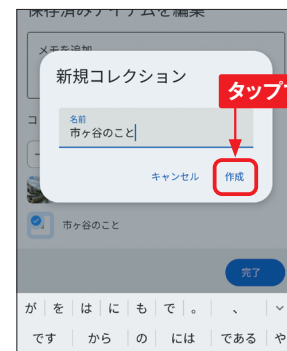 保存済みアイテムを編集
メモを追加
新規コレクション
タップ
名前
市ヶ谷のこと
キャンセル
作成
市ヶ谷のこと
完了
が を は に も で 。 、
です から の には である や